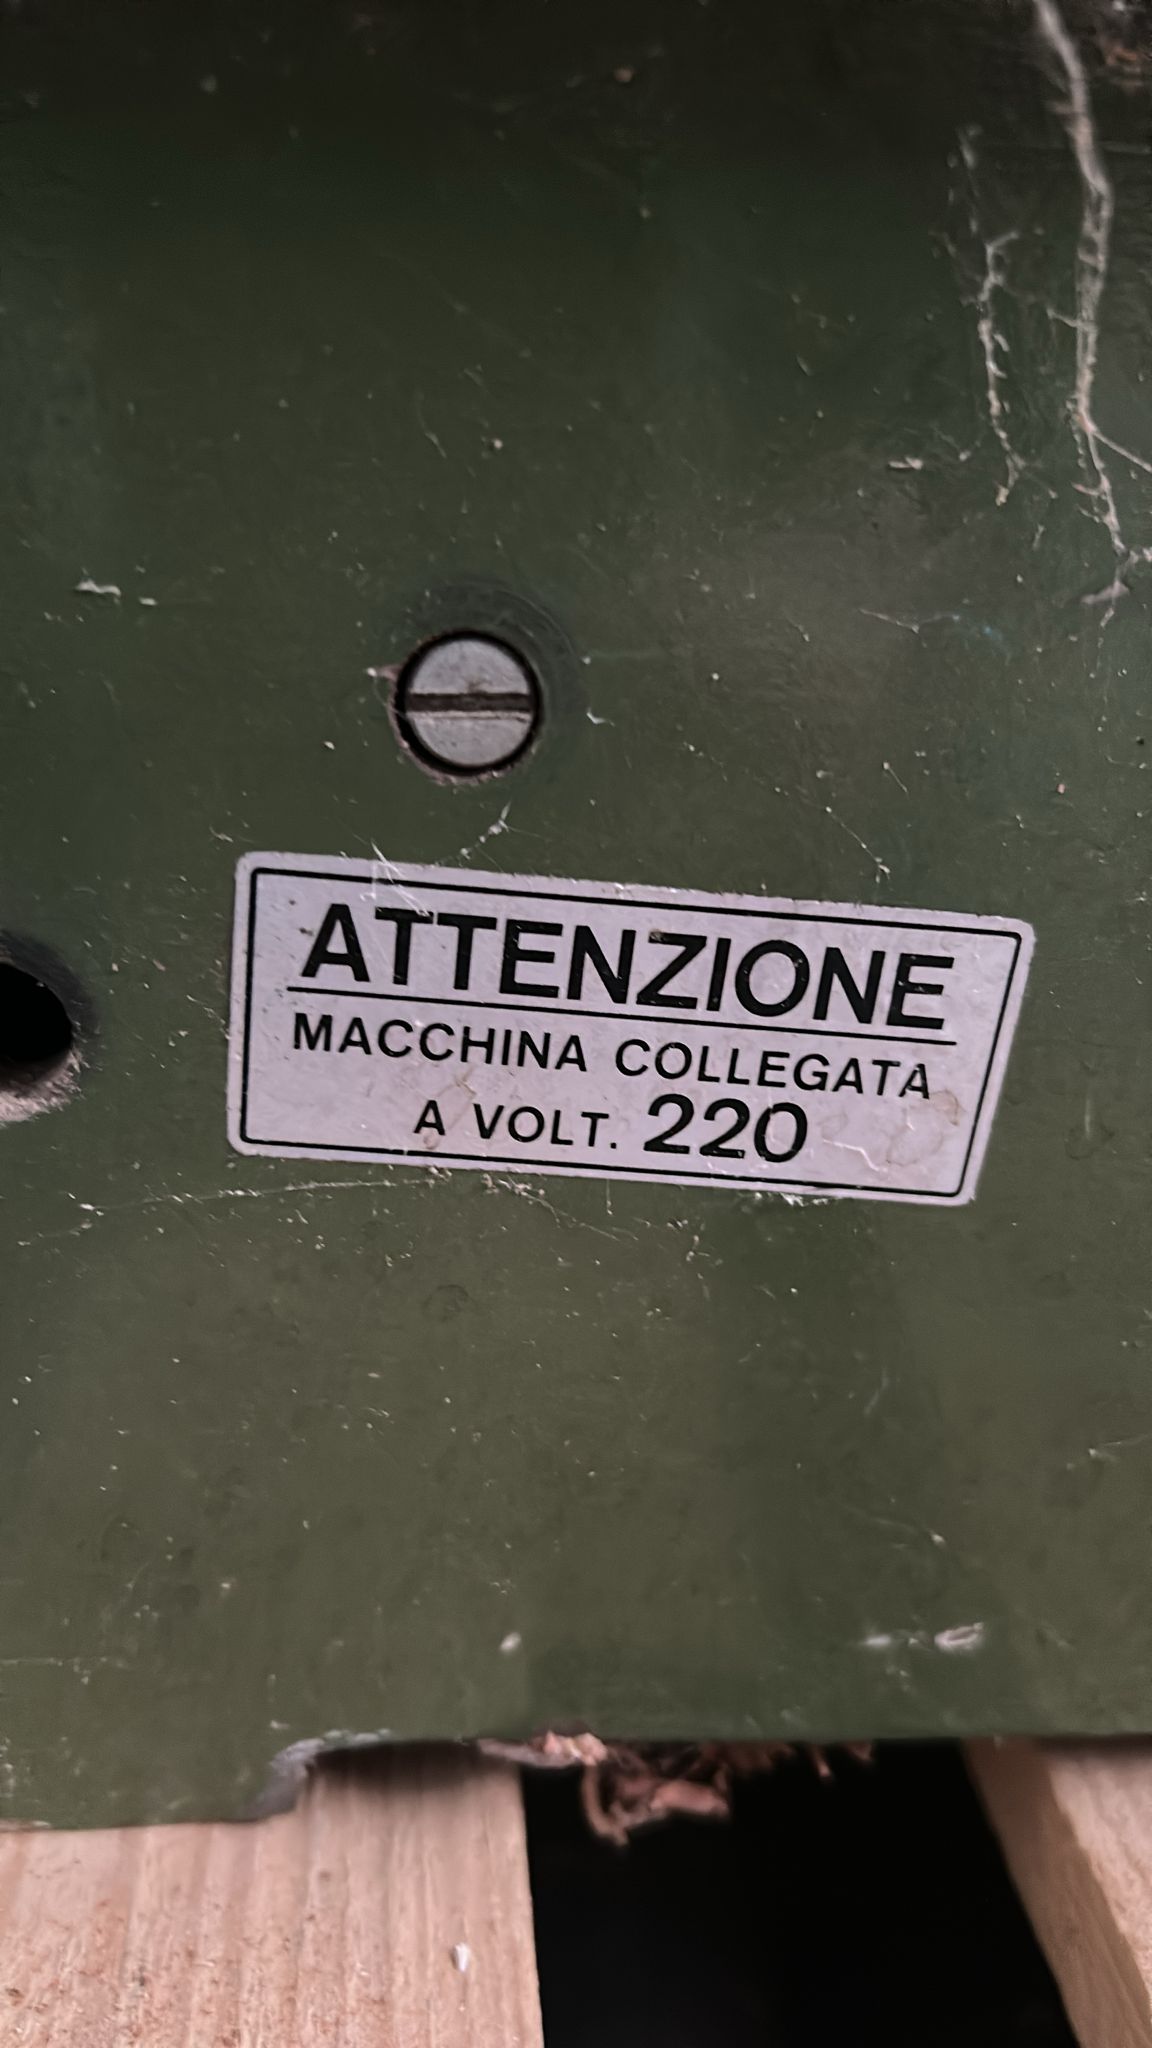 ATTENZIONE
MACCHINA COLLEGATA
A VOLT. 220